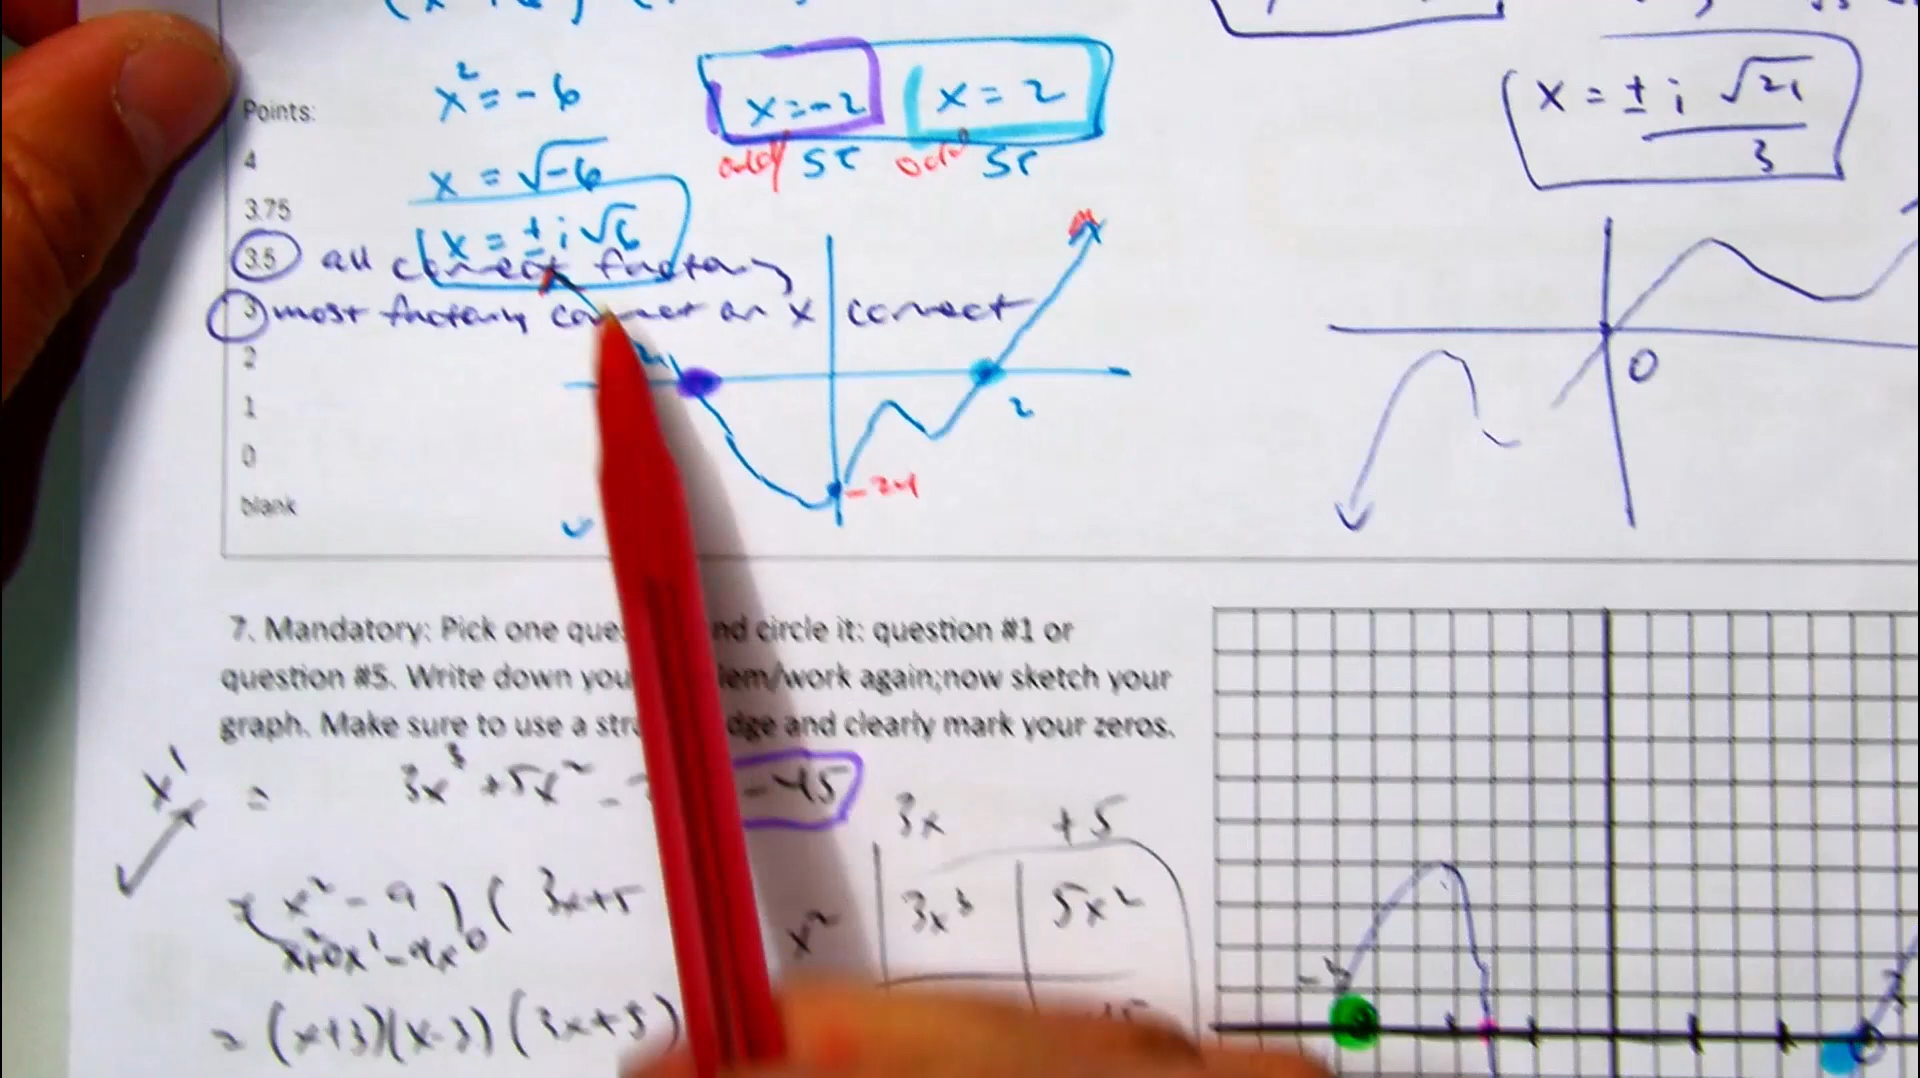 x² = -6
x = √-6
x = ± i √6
x = -2
x = 2
odd ST odd ST
x = ± i √21
3
Points:
4
3.75
3.5 all correct factoring
3 most factoring correct an x correct
2
1
0
blank
2
-24
0
7. Mandatory: Pick one que nd circle it: question #1 or
question #5. Write down you lem/work again;now sketch your
graph. Make sure to use a str dge and clearly mark your zeros.
= 3x³ +5x² - -45
3x +5
(x² - 9) (3x+5
x² 3x³ 5x²
= (x+3)(x-3)(3x+5)
-3